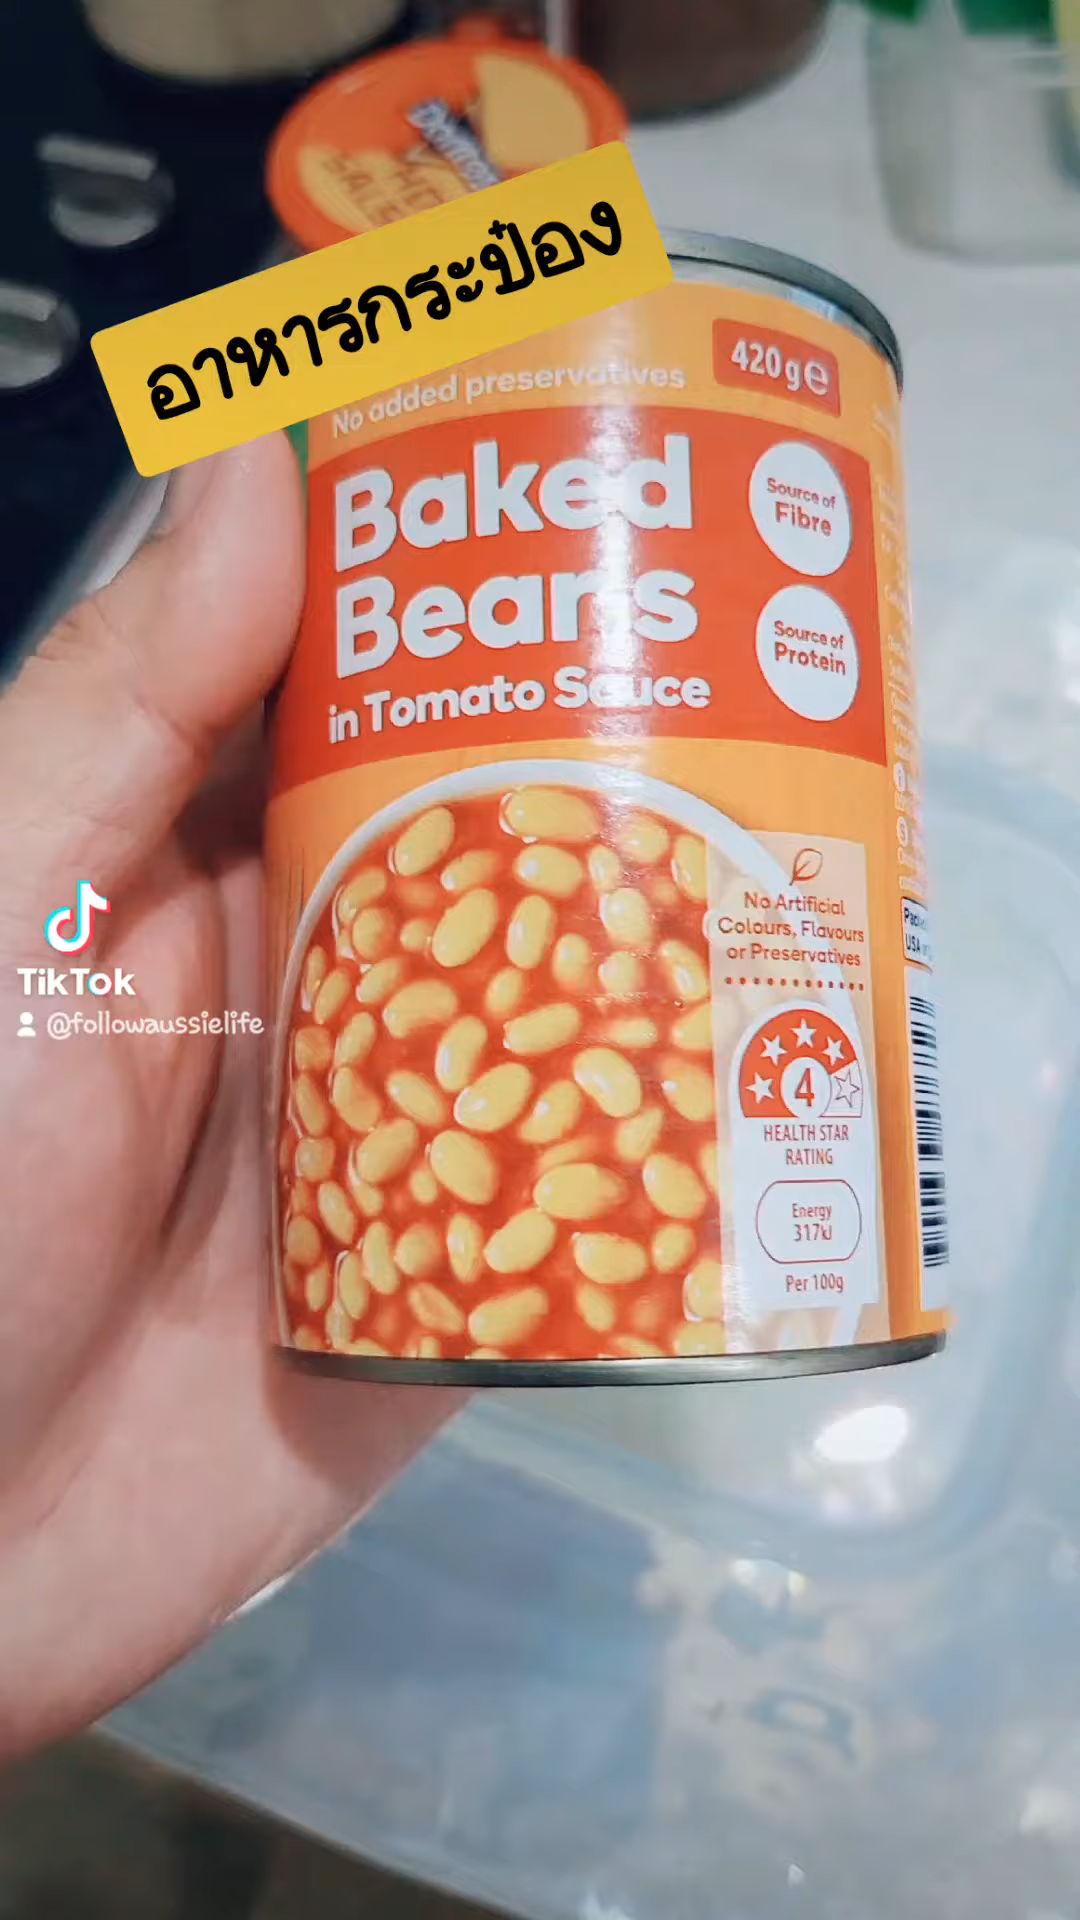 อาหารกระป๋อง
No added preservatives
420g℮
Baked
Beans
in Tomato Sauce
Source of
Fibre
Source of
Protein
No Artificial
Colours, Flavours
or Preservatives
4
HEALTH STAR
RATING
Energy
317kJ
Per 100g
USA
TikTok
@followaussielife